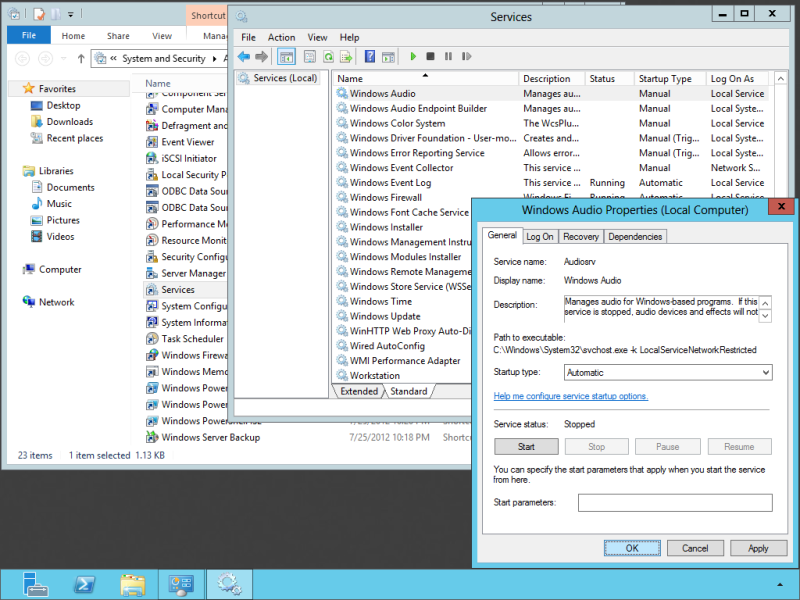 Shortcut
File
Home
Share
View
Mana
« System and Security
Favorites
Desktop
Downloads
Recent places
Libraries
Documents
Music
Pictures
Videos
Computer
Network
Name
Component Ser
Computer Mana
Defragment and
Event Viewer
iSCSI Initiator
Local Security P
ODBC Data Sou
ODBC Data Sou
Performance M
Resource Monit
Security Config
Server Manager
Services
System Configu
System Informa
Task Scheduler
Windows Firewa
Windows Memo
Windows Power
Windows Power
Windows Server Backup
7/25/2012 10:18 PM Shortcu
23 items 1 item selected 1.13 KB
Services
File Action View Help
Services (Local)
Name Description Status Startup Type Log On As
Windows Audio Manages au... Manual Local Service
Windows Audio Endpoint Builder Manages au... Manual Local Syste...
Windows Color System The WcsPlu... Manual Local Service
Windows Driver Foundation - User-mo... Creates and... Manual (Trig... Local Syste...
Windows Error Reporting Service Allows error... Manual (Trig... Local Syste...
Windows Event Collector This service ... Manual Network S...
Windows Event Log This service ... Running Automatic Local Service
Windows Firewall Windows Fi... Running Automatic Local Service
Windows Font Cache Service
Windows Installer
Windows Management Instru
Windows Modules Installer
Windows Remote Manageme
Windows Store Service (WSSe
Windows Time
Windows Update
WinHTTP Web Proxy Auto-Di
Wired AutoConfig
WMI Performance Adapter
Workstation
Extended Standard
Windows Audio Properties (Local Computer)
General Log On Recovery Dependencies
Service name: Audiosrv
Display name: Windows Audio
Description: Manages audio for Windows-based programs. If this
service is stopped, audio devices and effects will not
Path to executable:
C:\Windows\System32\svchost.exe -k LocalServiceNetworkRestricted
Startup type: Automatic
Help me configure service startup options.
Service status: Stopped
Start Stop Pause Resume
You can specify the start parameters that apply when you start the service
from here.
Start parameters:
OK Cancel Apply